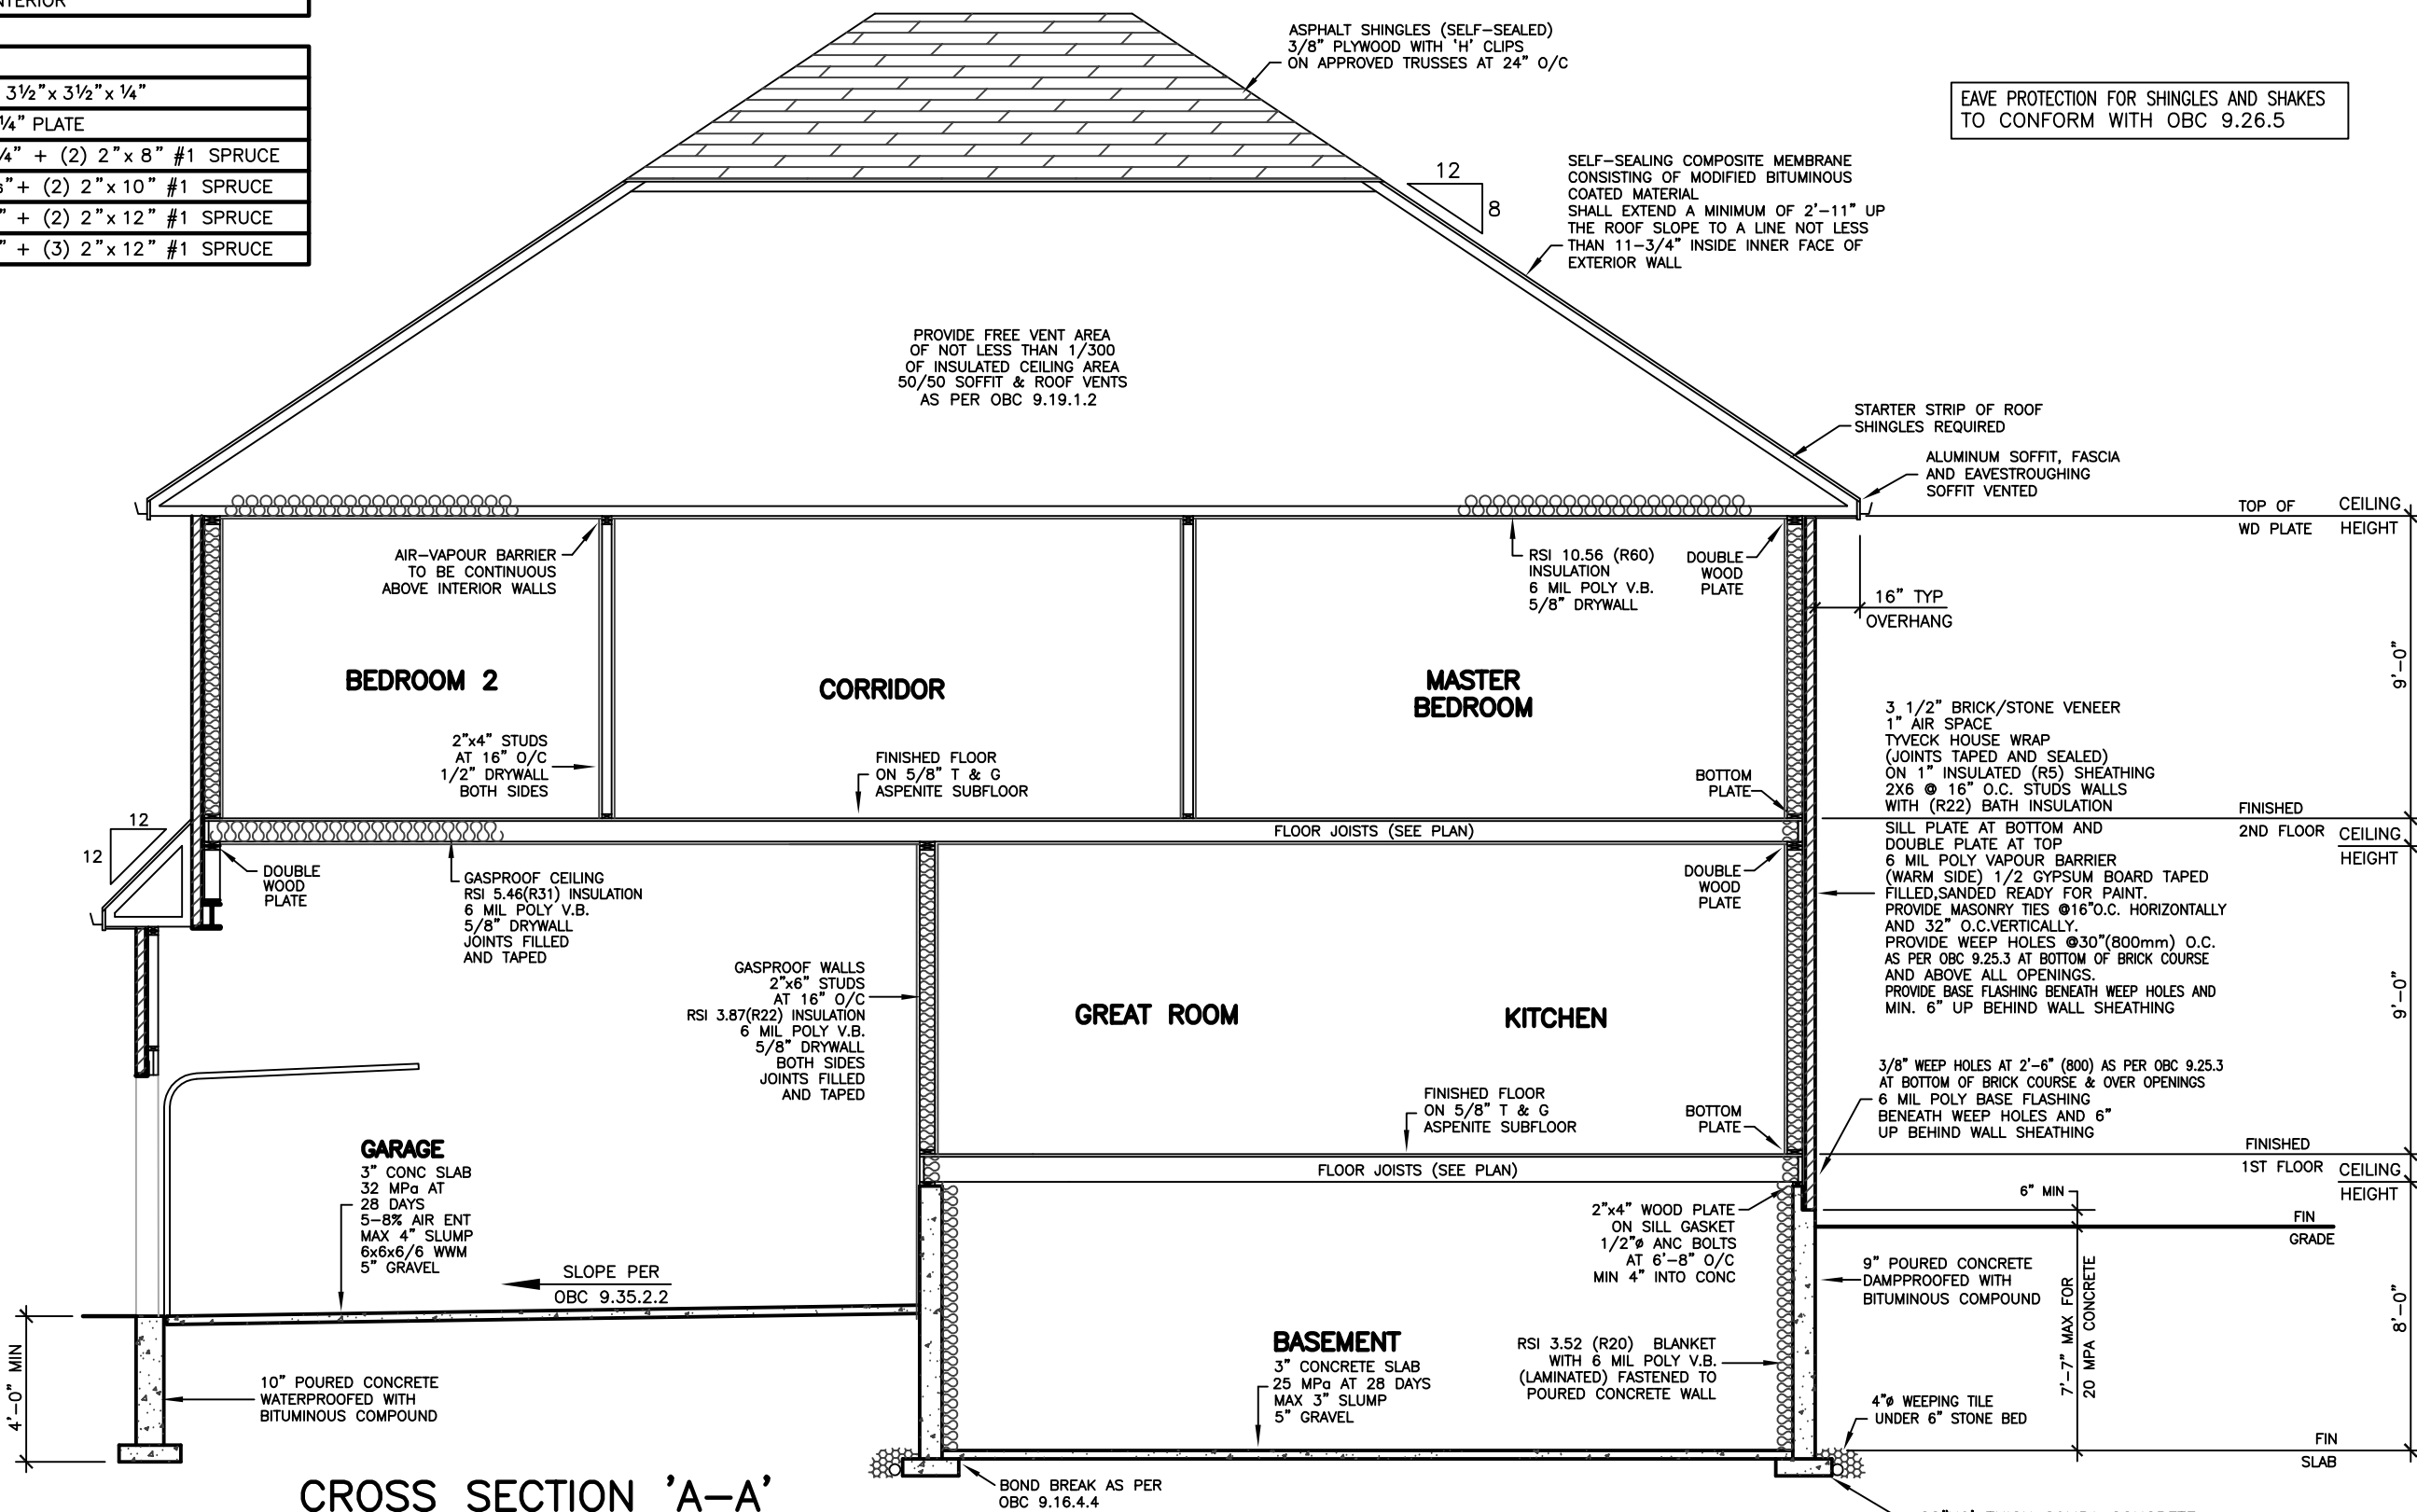 NTERIOR
3½"x 3½"x ¼"
¼" PLATE
¼" + (2) 2"x 8" #1 SPRUCE
"+ (2) 2"x 10" #1 SPRUCE
" + (2) 2"x 12" #1 SPRUCE
" + (3) 2"x 12" #1 SPRUCE
ASPHALT SHINGLES (SELF-SEALED)
3/8" PLYWOOD WITH 'H' CLIPS
ON APPROVED TRUSSES AT 24" O/C
EAVE PROTECTION FOR SHINGLES AND SHAKES
TO CONFORM WITH OBC 9.26.5
12
8
SELF-SEALING COMPOSITE MEMBRANE
CONSISTING OF MODIFIED BITUMINOUS
COATED MATERIAL
SHALL EXTEND A MINIMUM OF 2'-11" UP
THE ROOF SLOPE TO A LINE NOT LESS
THAN 11-3/4" INSIDE INNER FACE OF
EXTERIOR WALL
PROVIDE FREE VENT AREA
OF NOT LESS THAN 1/300
OF INSULATED CEILING AREA
50/50 SOFFIT & ROOF VENTS
AS PER OBC 9.19.1.2
STARTER STRIP OF ROOF
SHINGLES REQUIRED
ALUMINUM SOFFIT, FASCIA
AND EAVESTROUGHING
SOFFIT VENTED
TOP OF
WD PLATE
CEILING
HEIGHT
AIR-VAPOUR BARRIER
TO BE CONTINUOUS
ABOVE INTERIOR WALLS
RSI 10.56 (R60)
INSULATION
6 MIL POLY V.B.
5/8" DRYWALL
DOUBLE
WOOD
PLATE
16" TYP
OVERHANG
9'-0"
BEDROOM 2
CORRIDOR
MASTER
BEDROOM
2"x4" STUDS
AT 16" O/C
1/2" DRYWALL
BOTH SIDES
FINISHED FLOOR
ON 5/8" T & G
ASPENITE SUBFLOOR
BOTTOM
PLATE
3 1/2" BRICK/STONE VENEER
1" AIR SPACE
TYVECK HOUSE WRAP
(JOINTS TAPED AND SEALED)
ON 1" INSULATED (R5) SHEATHING
2X6 @ 16" O.C. STUDS WALLS
WITH (R22) BATH INSULATION
SILL PLATE AT BOTTOM AND
DOUBLE PLATE AT TOP
6 MIL POLY VAPOUR BARRIER
(WARM SIDE) 1/2 GYPSUM BOARD TAPED
FILLED,SANDED READY FOR PAINT.
PROVIDE MASONRY TIES @16"O.C. HORIZONTALLY
AND 32" O.C.VERTICALLY.
PROVIDE WEEP HOLES @30"(800mm) O.C.
AS PER OBC 9.25.3 AT BOTTOM OF BRICK COURSE
AND ABOVE ALL OPENINGS.
PROVIDE BASE FLASHING BENEATH WEEP HOLES AND
MIN. 6" UP BEHIND WALL SHEATHING
FINISHED
2ND FLOOR
CEILING
HEIGHT
12
12
FLOOR JOISTS (SEE PLAN)
DOUBLE
WOOD
PLATE
GASPROOF CEILING
RSI 5.46(R31) INSULATION
6 MIL POLY V.B.
5/8" DRYWALL
JOINTS FILLED
AND TAPED
DOUBLE
WOOD
PLATE
GASPROOF WALLS
2"x6" STUDS
AT 16" O/C
RSI 3.87(R22) INSULATION
6 MIL POLY V.B.
5/8" DRYWALL
BOTH SIDES
JOINTS FILLED
AND TAPED
GREAT ROOM
KITCHEN
9'-0"
3/8" WEEP HOLES AT 2'-6" (800) AS PER OBC 9.25.3
AT BOTTOM OF BRICK COURSE & OVER OPENINGS
6 MIL POLY BASE FLASHING
BENEATH WEEP HOLES AND 6"
UP BEHIND WALL SHEATHING
FINISHED FLOOR
ON 5/8" T & G
ASPENITE SUBFLOOR
BOTTOM
PLATE
FINISHED
1ST FLOOR
CEILING
HEIGHT
GARAGE
3" CONC SLAB
32 MPa AT
28 DAYS
5-8% AIR ENT
MAX 4" SLUMP
6x6x6/6 WWM
5" GRAVEL
FLOOR JOISTS (SEE PLAN)
6" MIN
FIN
GRADE
2"x4" WOOD PLATE
ON SILL GASKET
1/2"ø ANC BOLTS
AT 6'-8" O/C
MIN 4" INTO CONC
SLOPE PER
OBC 9.35.2.2
9" POURED CONCRETE
DAMPPROOFED WITH
BITUMINOUS COMPOUND
7'-7" MAX FOR
20 MPA CONCRETE
8'-0"
4'-0" MIN
10" POURED CONCRETE
WATERPROOFED WITH
BITUMINOUS COMPOUND
BASEMENT
3" CONCRETE SLAB
25 MPa AT 28 DAYS
MAX 3" SLUMP
5" GRAVEL
RSI 3.52 (R20) BLANKET
WITH 6 MIL POLY V.B.
(LAMINATED) FASTENED TO
POURED CONCRETE WALL
4"ø WEEPING TILE
UNDER 6" STONE BED
FIN
SLAB
BOND BREAK AS PER
OBC 9.16.4.4
CROSS SECTION 'A-A'